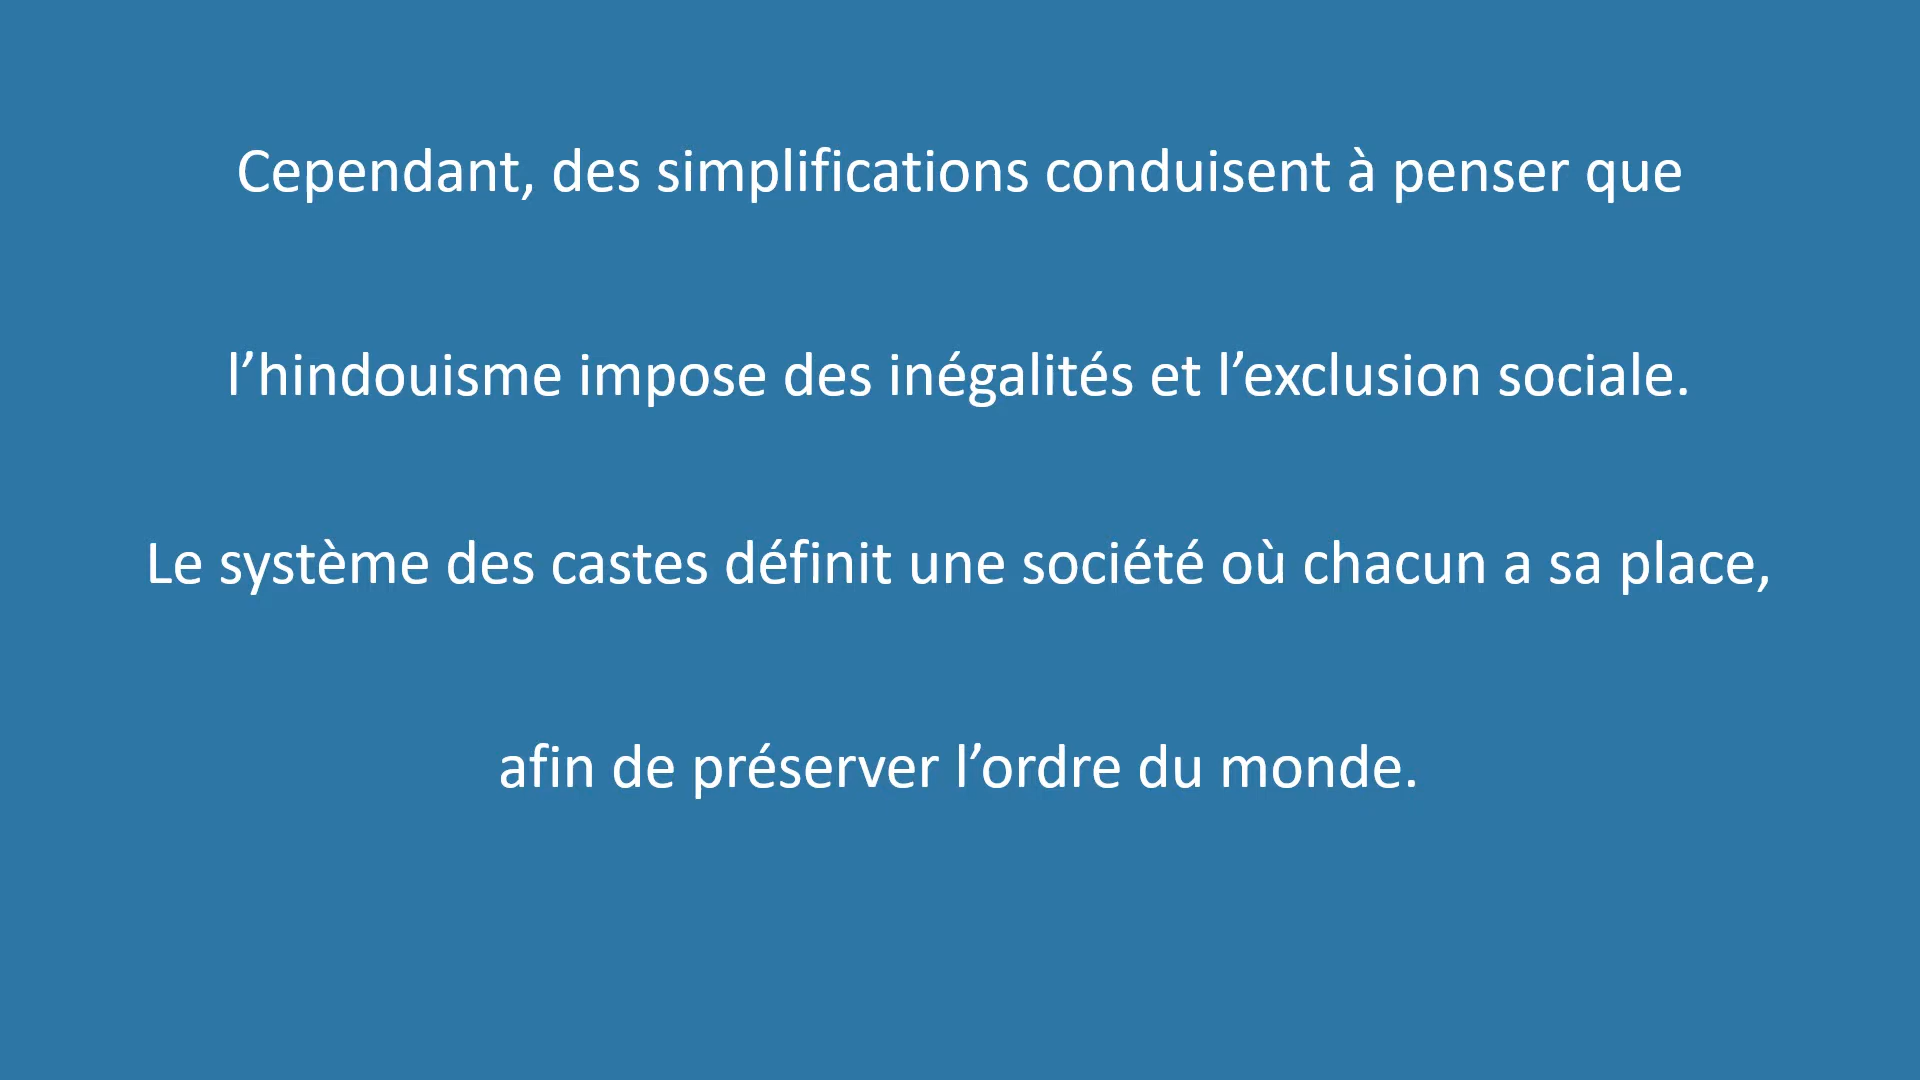 Cependant, des simplifications conduisent à penser que
l’hindouisme impose des inégalités et l’exclusion sociale.
Le système des castes définit une société où chacun a sa place,
afin de préserver l’ordre du monde.